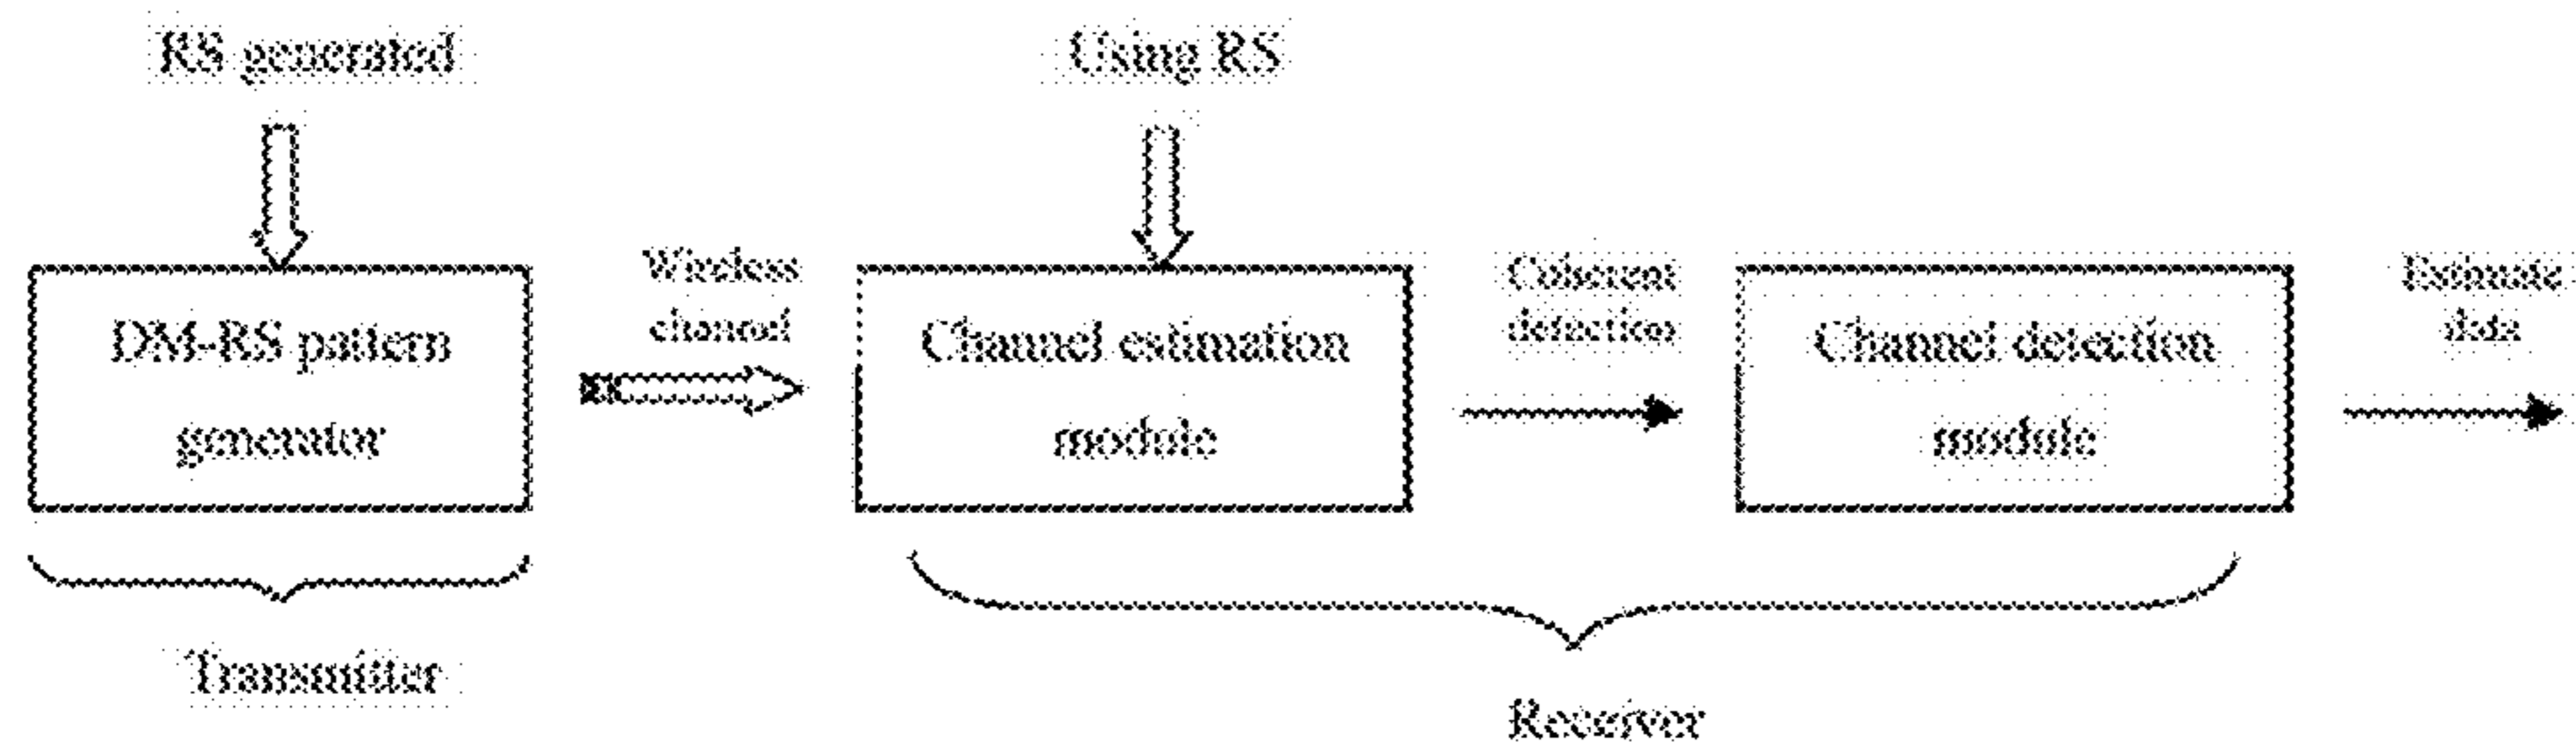 RS generated
Using RS
Wireless
channel
DM-RS pattern
generator
Channel estimation
module
Coherent
detection
Channel detection
module
Estimate
data
Transmitter
Receiver